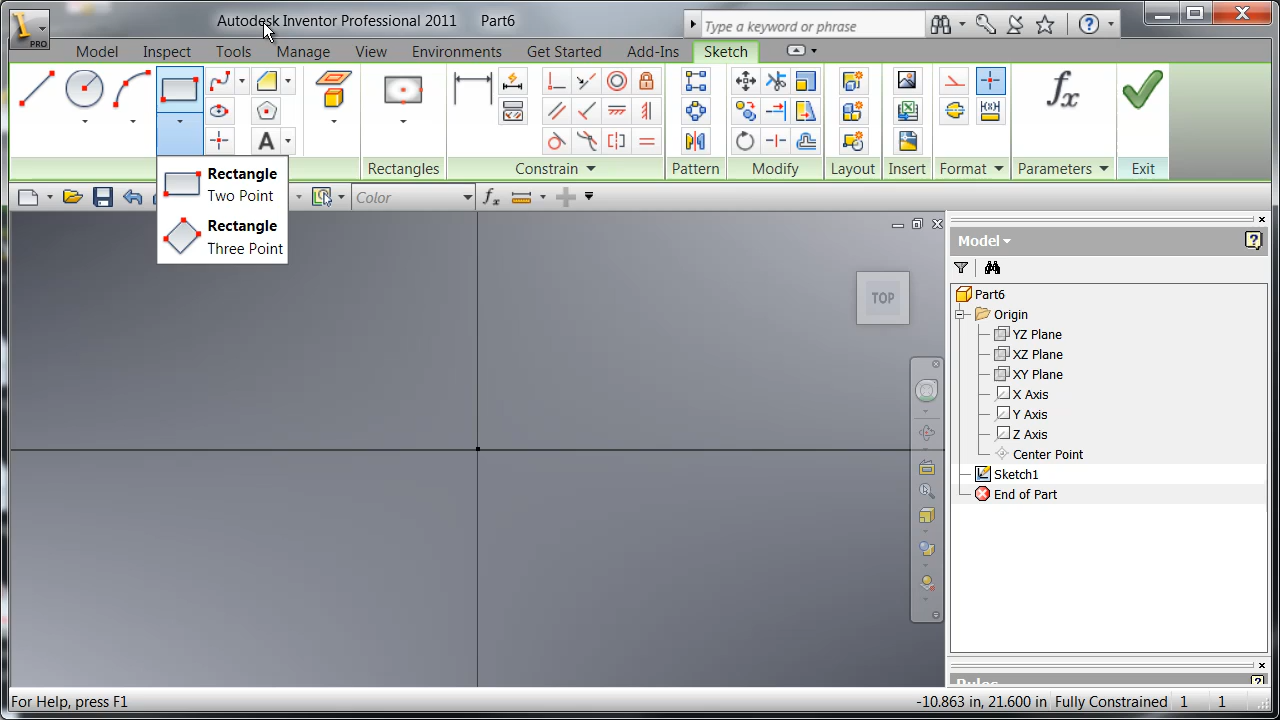 Autodesk Inventor Professional 2011 Part6
Type a keyword or phrase
PRO
Model Inspect Tools Manage View Environments Get Started Add-Ins Sketch
A
fx
Rectangles Constrain Pattern Modify Layout Format Parameters Exit
Rectangle
Two Point
Rectangle
Three Point
Color
fx
Model
TOP
Part6
Origin
YZ Plane
XZ Plane
XY Plane
X Axis
Y Axis
Z Axis
Center Point
Sketch1
End of Part
For Help, press F1
-10.863 in, 21.600 in Fully Constrained 1 1